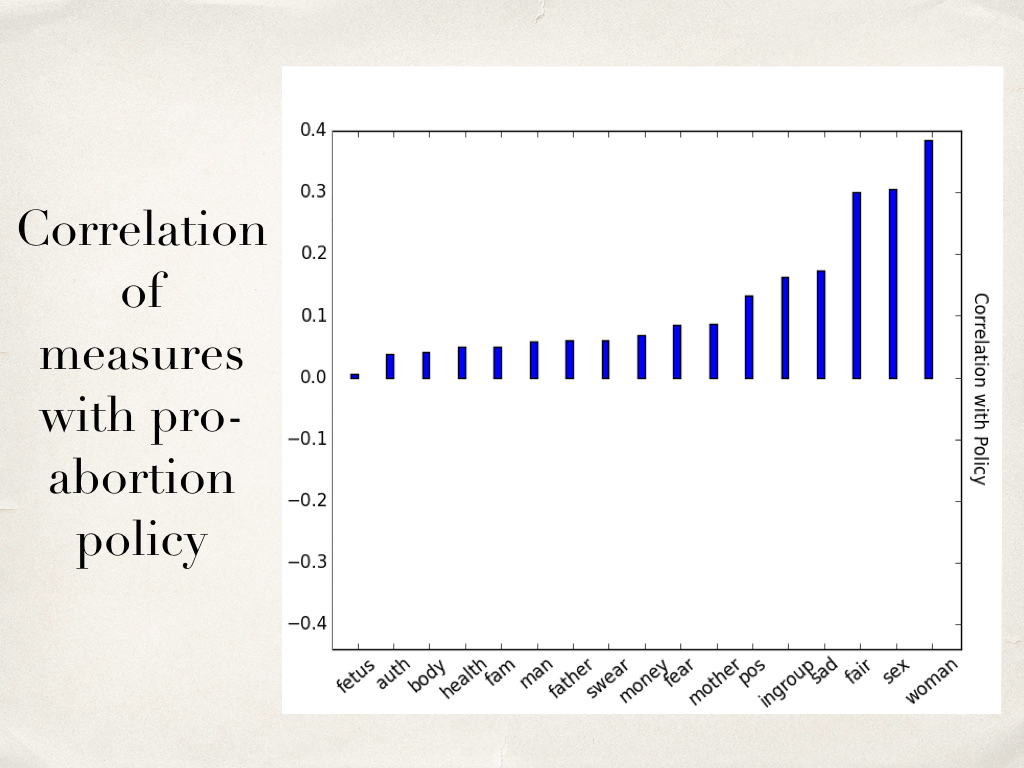 Correlation
of
measures
with pro-
abortion
policy
0.4
0.3
0.2
0.1
0.0
−0.1
−0.2
−0.3
−0.4
fetus
auth
body
health
fam
man
father
swear
money
fear
mother
pos
ingroup
sad
fair
sex
woman
Correlation with Policy